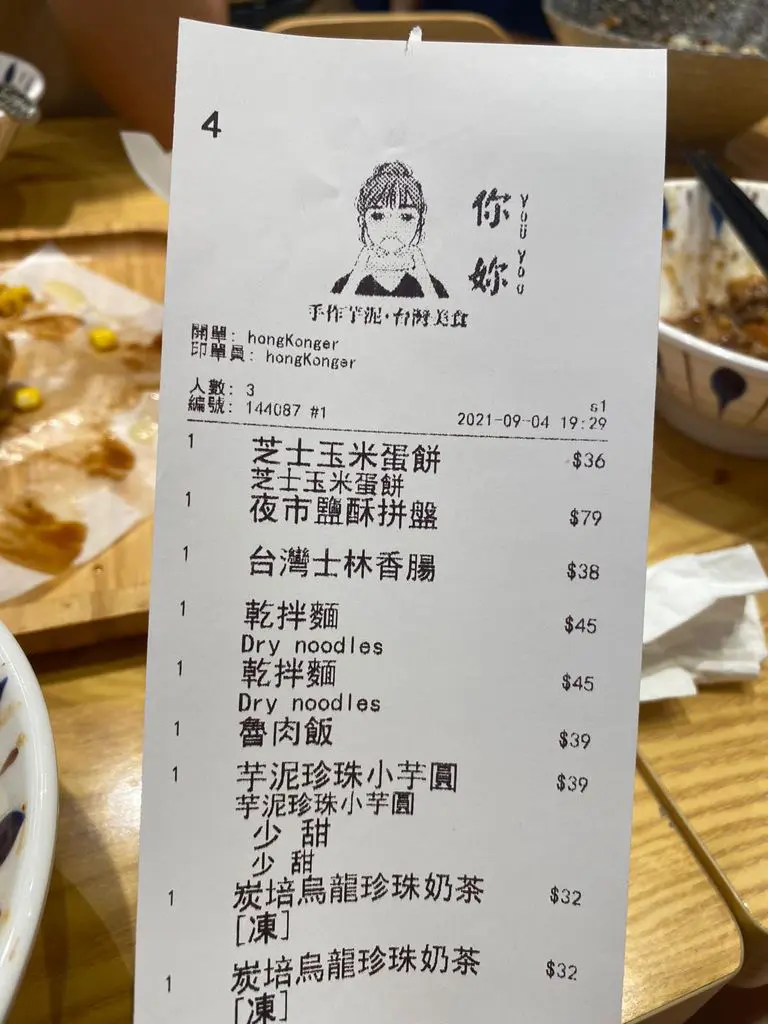 4
你 妳
YOU YOU
手作芋泥·台灣美食
開單: hongKonger
印單員: hongKonger
人數: 3
s1
編號: 144087 #1 2021-09-04 19:29
1 芝士玉米蛋餅 $36
芝士玉米蛋餅
1 夜市鹽酥拼盤 $79
1 台灣士林香腸 $38
1 乾拌麵 $45
Dry noodles
1 乾拌麵 $45
Dry noodles
1 魯肉飯 $39
1 芋泥珍珠小芋圓 $39
芋泥珍珠小芋圓
少 甜
少 甜
1 炭培烏龍珍珠奶茶 $32
[凍]
1 炭培烏龍珍珠奶茶 $32
[凍]